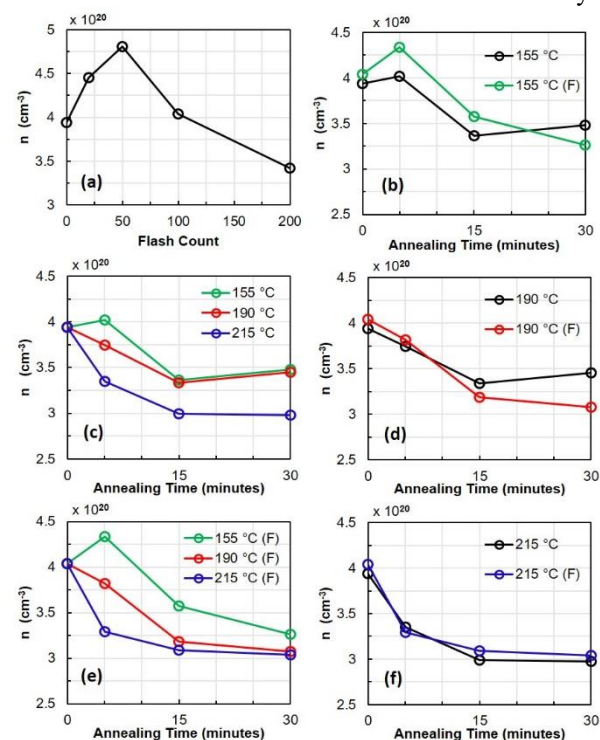 x 10²⁰
5
4.5
4
3.5
3
n (cm⁻³)
(a)
0 50 100 150 200
Flash Count
x 10²⁰
4.5
4
3.5
3
2.5
n (cm⁻³)
155 °C
155 °C (F)
(b)
0 15 30
Annealing Time (minutes)
x 10²⁰
4.5
4
3.5
3
2.5
n (cm⁻³)
155 °C
190 °C
215 °C
(c)
0 15 30
Annealing Time (minutes)
x 10²⁰
4.5
4
3.5
3
2.5
n (cm⁻³)
190 °C
190 °C (F)
(d)
0 15 30
Annealing Time (minutes)
x 10²⁰
4.5
4
3.5
3
2.5
n (cm⁻³)
155 °C (F)
190 °C (F)
215 °C (F)
(e)
0 15 30
Annealing Time (minutes)
x 10²⁰
4.5
4
3.5
3
2.5
n (cm⁻³)
215 °C
215 °C (F)
(f)
0 15 30
Annealing Time (minutes)